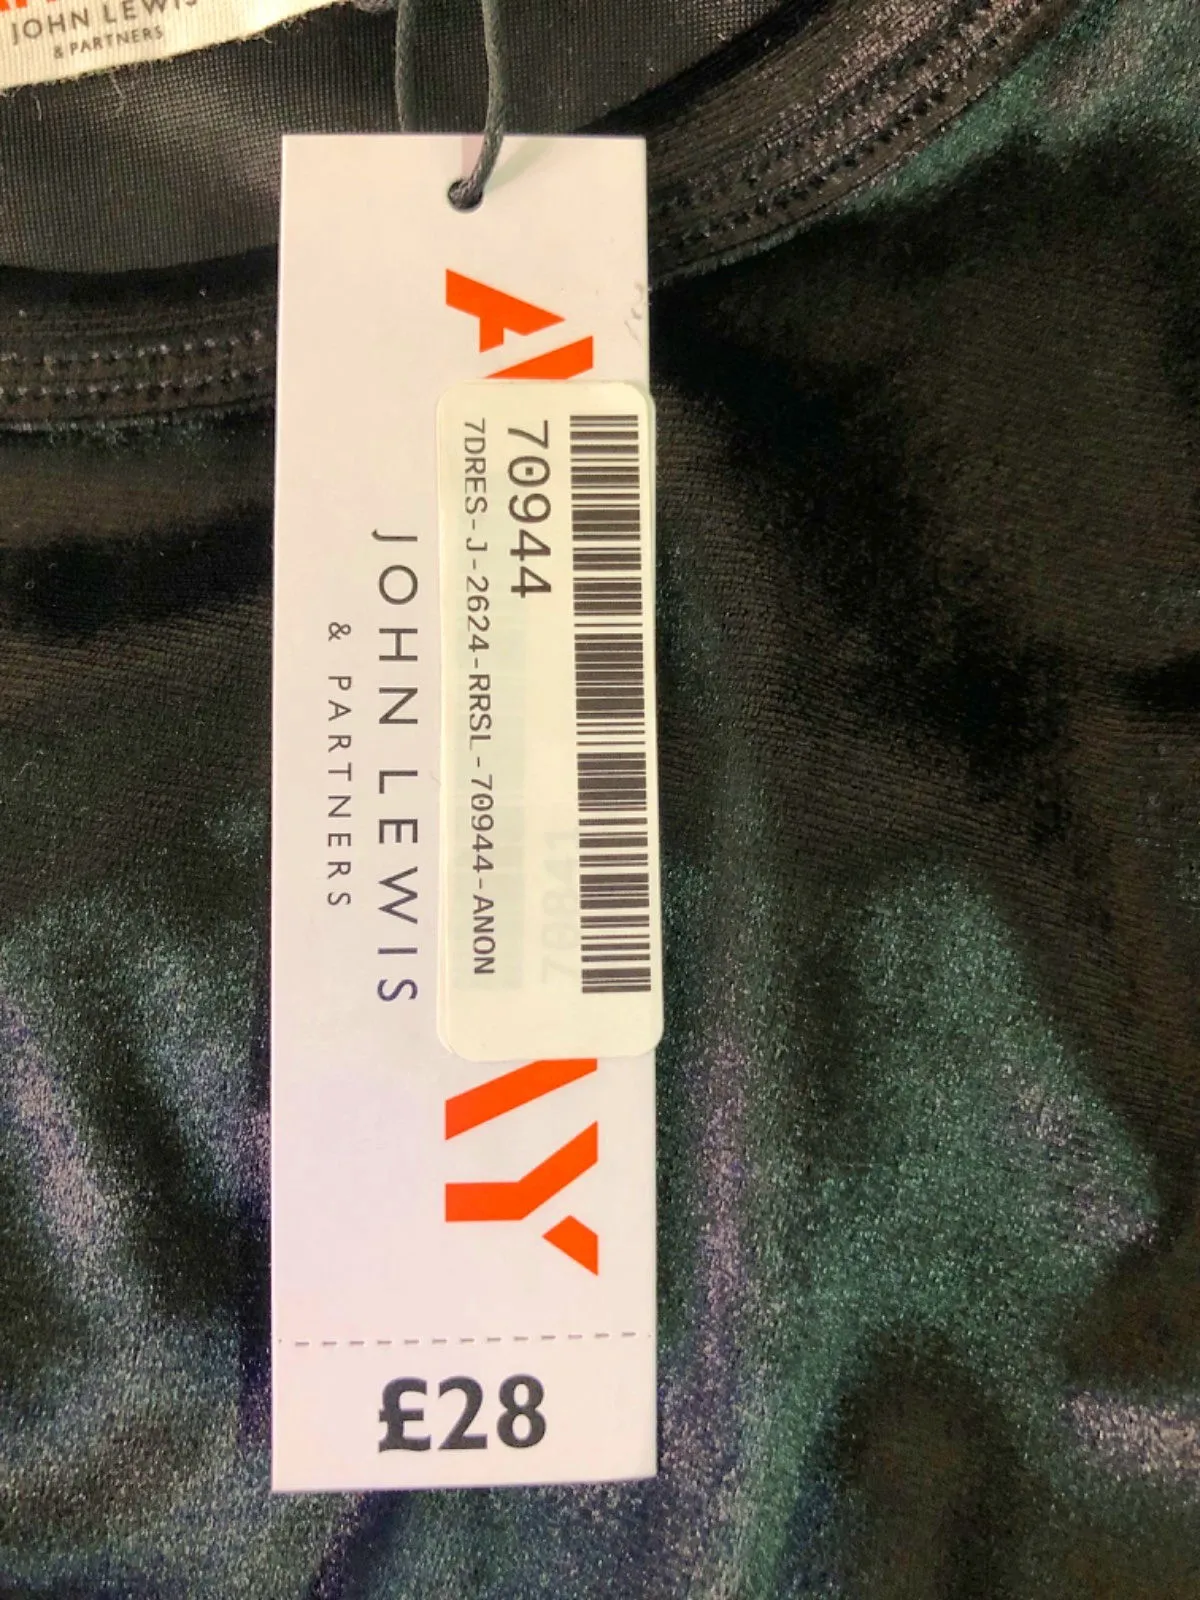 JOHN LEWIS
& PARTNERS
70944
7DRES-J-2624-RRSL-70944-ANON
JOHN LEWIS
& PARTNERS
£28